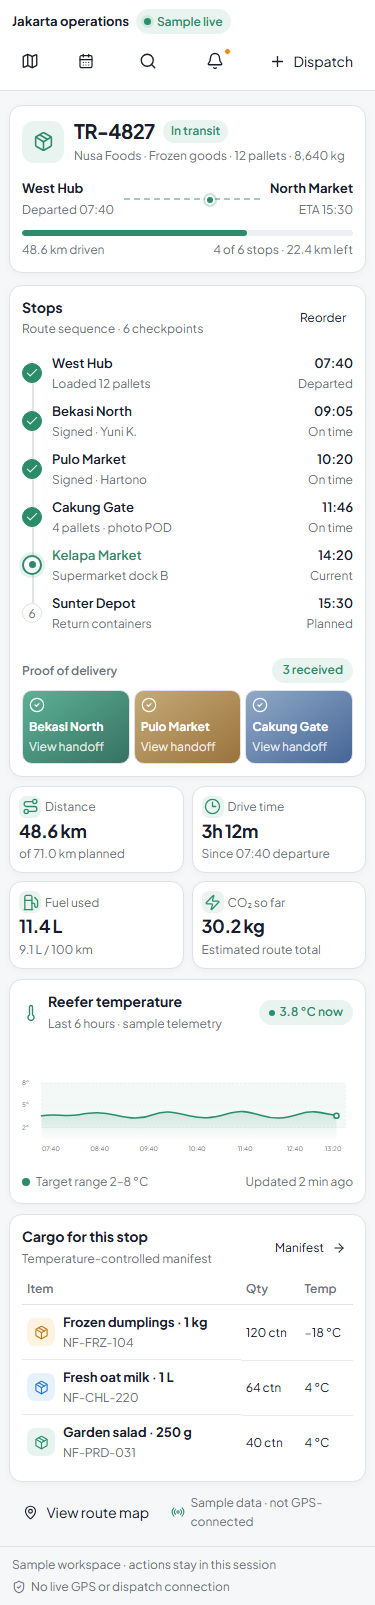 Jakarta operations
Sample live
Dispatch
TR-4827
In transit
Nusa Foods · Frozen goods · 12 pallets · 8,640 kg
West Hub
North Market
Departed 07:40
ETA 15:30
48.6 km driven
4 of 6 stops · 22.4 km left
Stops
Route sequence · 6 checkpoints
Reorder
West Hub
07:40
Loaded 12 pallets
Departed
Bekasi North
09:05
Signed · Yuni K.
On time
Pulo Market
10:20
Signed · Hartono
On time
Cakung Gate
11:46
4 pallets · photo POD
On time
Kelapa Market
14:20
Supermarket dock B
Current
6
Sunter Depot
15:30
Return containers
Planned
Proof of delivery
3 received
Bekasi North
View handoff
Pulo Market
View handoff
Cakung Gate
View handoff
Distance
48.6 km
of 71.0 km planned
Drive time
3h 12m
Since 07:40 departure
Fuel used
11.4 L
9.1 L / 100 km
CO₂ so far
30.2 kg
Estimated route total
Reefer temperature
Last 6 hours · sample telemetry
3.8 °C now
8°
5°
2°
07:40 08:40 09:40 10:40 11:40 12:40 13:20
Target range 2–8 °C
Updated 2 min ago
Cargo for this stop
Temperature-controlled manifest
Manifest
Item Qty Temp
Frozen dumplings · 1 kg
NF-FRZ-104
120 ctn
−18 °C
Fresh oat milk · 1 L
NF-CHL-220
64 ctn
4 °C
Garden salad · 250 g
NF-PRD-031
40 ctn
4 °C
View route map
Sample data · not GPS-
connected
Sample workspace · actions stay in this session
No live GPS or dispatch connection